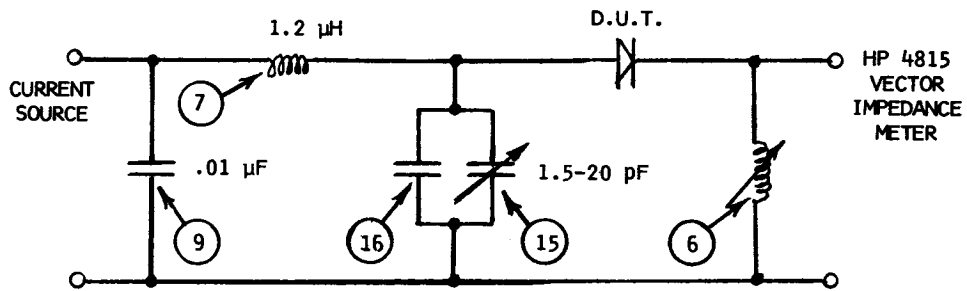 D.U.T.
1.2 µH
HP 4815
VECTOR
IMPEDANCE
METER
CURRENT
SOURCE
7
.01 µF
1.5-20 pF
9
16
15
6